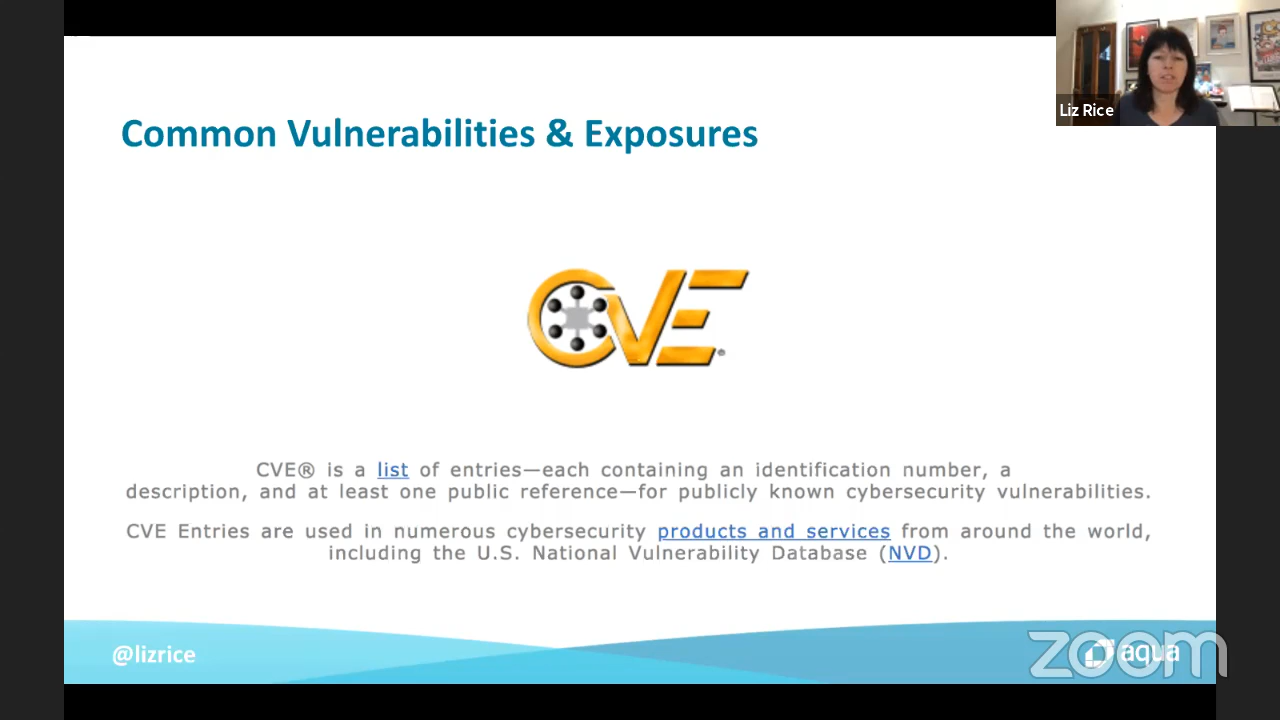 Liz Rice
Common Vulnerabilities & Exposures
CVE®
CVE® is a list of entries—each containing an identification number, a
description, and at least one public reference—for publicly known cybersecurity vulnerabilities.
CVE Entries are used in numerous cybersecurity products and services from around the world,
including the U.S. National Vulnerability Database (NVD).
@lizrice
aqua
zoom